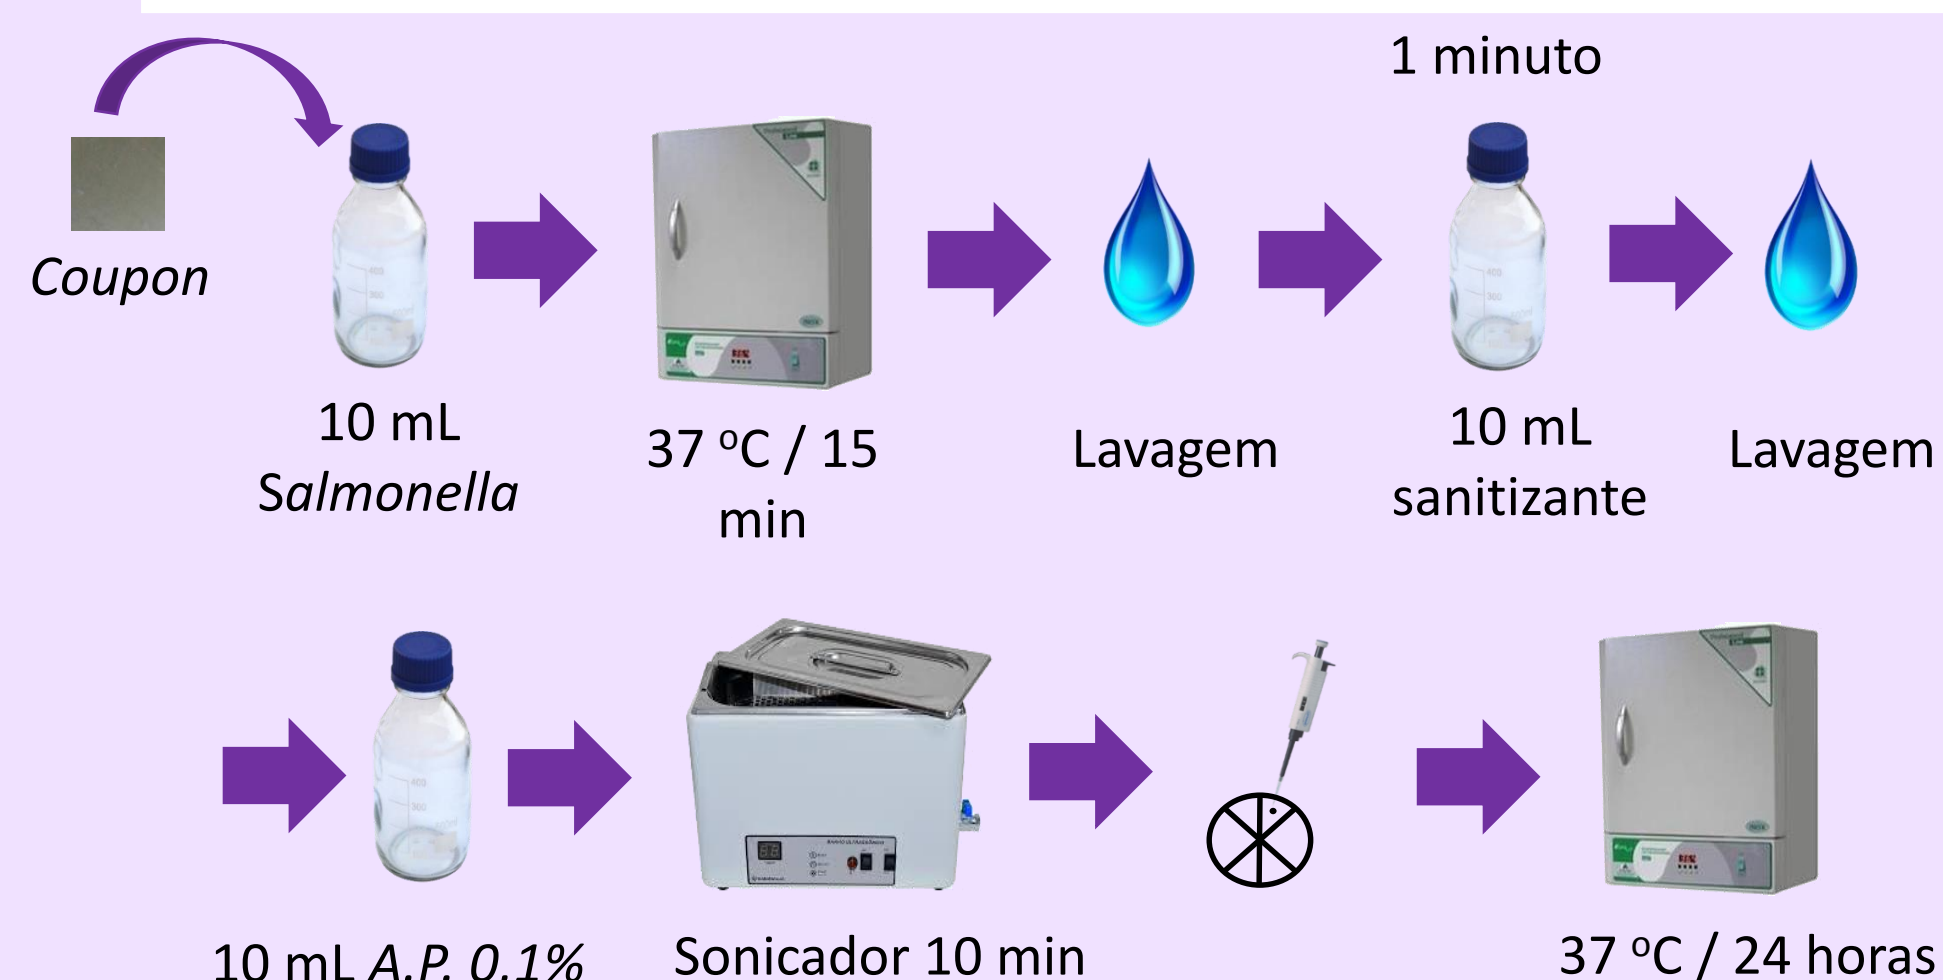 1 minuto
Coupon
10 mL
Salmonella
37 ºC / 15
min
Lavagem
10 mL
sanitizante
Lavagem
10 mL A.P. 0.1%
Sonicador 10 min
37 ºC / 24 horas